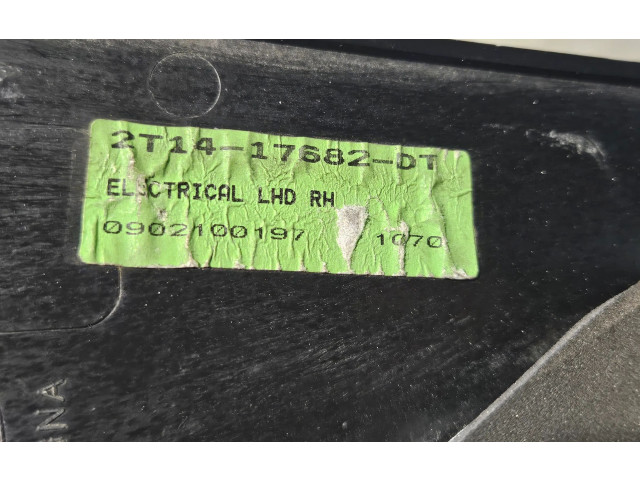 2T14-17682-DT
ELECTRICAL LHD RH
0902100197 1070